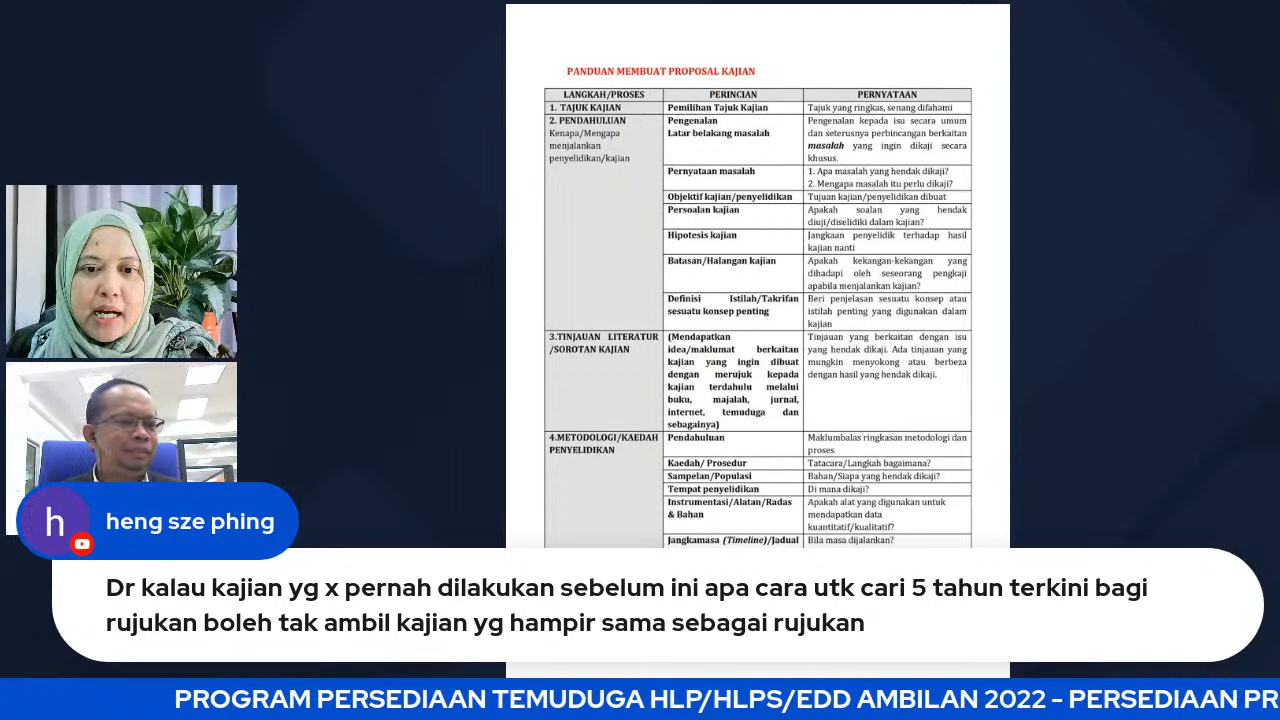 PANDUAN MEMBUAT PROPOSAL KAJIAN
LANGKAH/PROSES PERINCIAN PERNYATAAN
1. TAJUK KAJIAN Pemilihan Tajuk Kajian Tajuk yang ringkas, senang difahami
2. PENDAHULUAN
Kenapa/Mengapa
menjalankan
penyelidikan/kajian
Pengenalan
Latar belakang masalah
Pengenalan kepada isu secara umum
dan seterusnya perbincangan berkaitan
masalah yang ingin dikaji secara
khusus.
Pernyataan masalah
1. Apa masalah yang hendak dikaji?
2. Mengapa masalah itu perlu dikaji?
Objektif kajian/penyelidikan Tujuan kajian/penyelidikan dibuat
Persoalan kajian
Apakah soalan yang hendak
diuji/diselidiki dalam kajian?
Hipotesis kajian
Jangkaan penyelidik terhadap hasil
kajian nanti
Batasan/Halangan kajian
Apakah kekangan-kekangan yang
dihadapi oleh seseorang pengkaji
apabila menjalankan kajian?
Definisi Istilah/Takrifan
sesuatu konsep penting
Beri penjelasan sesuatu konsep atau
istilah penting yang digunakan dalam
kajian
3.TINJAUAN LITERATUR
/SOROTAN KAJIAN
(Mendapatkan
idea/maklumat berkaitan
kajian yang ingin dibuat
dengan merujuk kepada
kajian terdahulu melalui
buku, majalah, jurnal,
internet, temuduga dan
sebagainya)
Tinjauan yang berkaitan dengan isu
yang hendak dikaji. Ada tinjauan yang
mungkin menyokong atau berbeza
dengan hasil yang hendak dikaji.
4.METODOLOGI/KAEDAH
PENYELIDIKAN
Pendahuluan
Maklumbalas ringkasan metodologi dan
proses
Kaedah/ Prosedur Tatacara/Langkah bagaimana?
Sampelan/Populasi Bahan/Siapa yang hendak dikaji?
Tempat penyelidikan Di mana dikaji?
Instrumentasi/Alatan/Radas
& Bahan
Apakah alat yang digunakan untuk
mendapatkan data
kuantitatif/kualitatif?
Jangkamasa (Timeline)/Jadual Bila masa dijalankan?
h heng sze phing
Dr kalau kajian yg x pernah dilakukan sebelum ini apa cara utk cari 5 tahun terkini bagi
rujukan boleh tak ambil kajian yg hampir sama sebagai rujukan
PROGRAM PERSEDIAAN TEMUDUGA HLP/HLPS/EDD AMBILAN 2022 - PERSEDIAAN PR